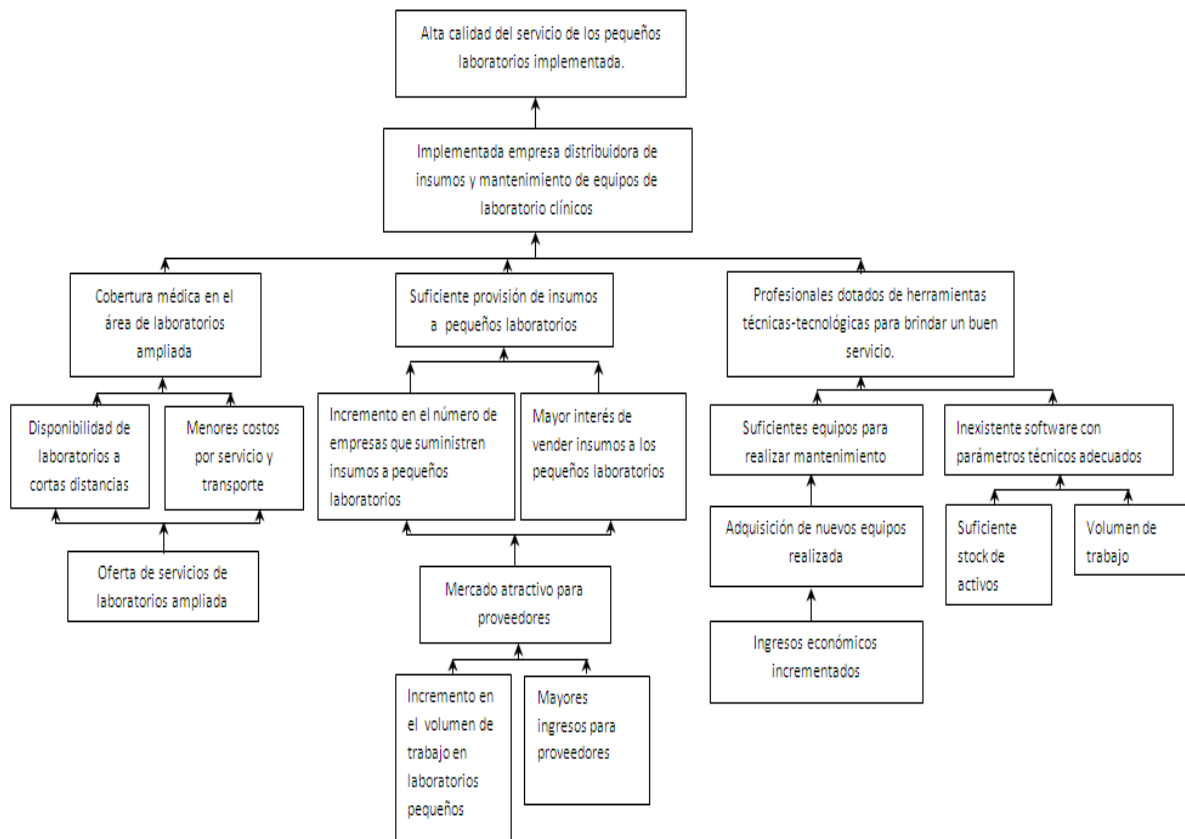 Alta calidad del servicio de los pequeños
laboratorios implementada.
Implementada empresa distribuidora de
insumos y mantenimiento de equipos de
laboratorio clínicos
Cobertura médica en el
área de laboratorios
ampliada
Suficiente provisión de insumos
a pequeños laboratorios
Profesionales dotados de herramientas
técnicas-tecnológicas para brindar un buen
servicio.
Disponibilidad de
laboratorios a
cortas distancias
Menores costos
por servicio y
transporte
Incremento en el número de
empresas que suministren
insumos a pequeños
laboratorios
Mayor interés de
vender insumos a los
pequeños laboratorios
Suficientes equipos para
realizar mantenimiento
Inexistente software con
parámetros técnicos adecuados
Oferta de servicios de
laboratorios ampliada
Mercado atractivo para
proveedores
Adquisición de nuevos equipos
realizada
Suficiente
stock de
activos
Volumen de
trabajo
Incremento en
el volumen de
trabajo en
laboratorios
pequeños
Mayores
ingresos para
proveedores
Ingresos económicos
incrementados